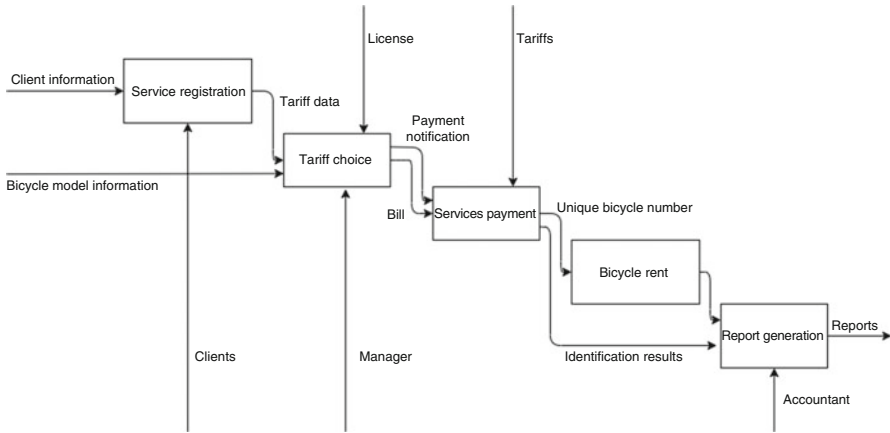 License
Tariffs
Client information
Service registration
Tariff data
Payment
notification
Tariff choice
Bicycle model information
Bill
Services payment
Unique bicycle number
Bicycle rent
Report generation
Reports
Clients
Manager
Identification results
Accountant